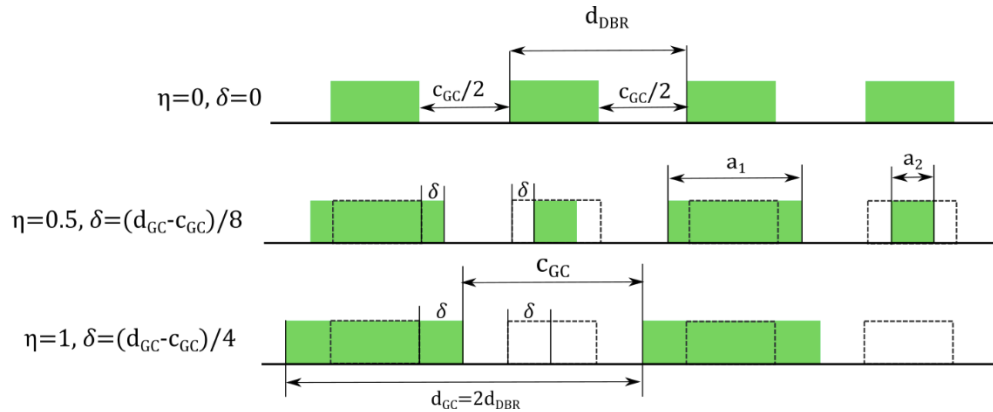 d_DBR
η=0, δ=0
c_GC/2
c_GC/2
η=0.5, δ=(d_GC-c_GC)/8
δ
δ
a_1
a_2
η=1, δ=(d_GC-c_GC)/4
δ
c_GC
δ
d_GC=2d_DBR